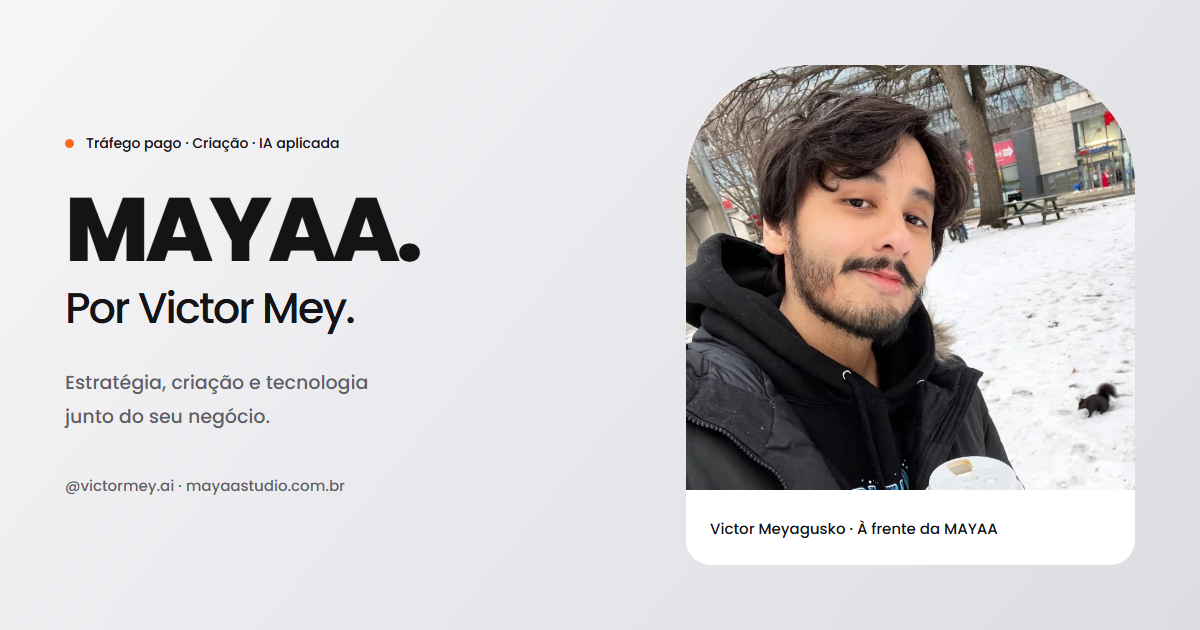 Tráfego pago · Criação · IA aplicada
MAYAA.
Por Victor Mey.
Estratégia, criação e tecnologia
junto do seu negócio.
@victormey.ai · mayaastudio.com.br
Victor Meyagusko · À frente da MAYAA